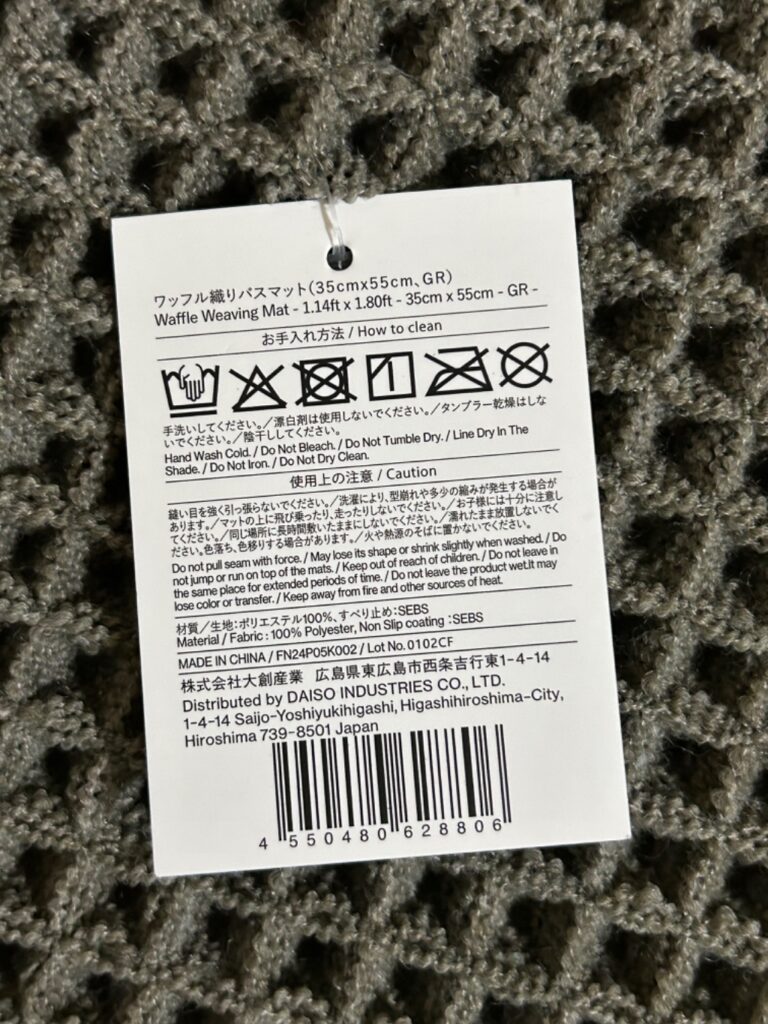 ワッフル織りバスマット(35cmx55cm、GR)
Waffle Weaving Mat - 1.14ft x 1.80ft - 35cm x 55cm - GR -
お手入れ方法 / How to clean
手洗いしてください。／漂白剤は使用しないでください。／タンブラー乾燥はしな
いでください。／陰干ししてください。
Hand Wash Cold. / Do Not Bleach. / Do Not Tumble Dry. / Line Dry In The
Shade. / Do Not Iron. / Do Not Dry Clean.
使用上の注意 / Caution
縫い目を強く引っ張らないでください。／洗濯により、型崩れや多少の縮みが発生する場合が
あります。／マットの上に飛び乗ったり、走ったりしないでください。／お子様には十分に注意し
てください。／同じ場所に長時間敷いたままにしないでください。／濡れたまま放置しないでく
ださい。色落ち、色移りする場合があります。／火や熱源のそばに置かないでください。
Do not pull seam with force. / May lose its shape or shrink slightly when washed. / Do
not jump or run on top of the mats. / Keep out of reach of children. / Do not leave in
the same place for extended periods of time. / Do not leave the product wet.It may
lose color or transfer. / Keep away from fire and other sources of heat.
材質／生地:ポリエステル100%、すべり止め:SEBS
Material / Fabric : 100% Polyester, Non Slip coating :SEBS
MADE IN CHINA / FN24P05K002 / Lot No. 0102CF
株式会社大創産業 広島県東広島市西条吉行東1-4-14
Distributed by DAISO INDUSTRIES CO., LTD.
1-4-14 Saijo-Yoshiyukihigashi, Higashihiroshima-City,
Hiroshima 739-8501 Japan
4 550480 628806